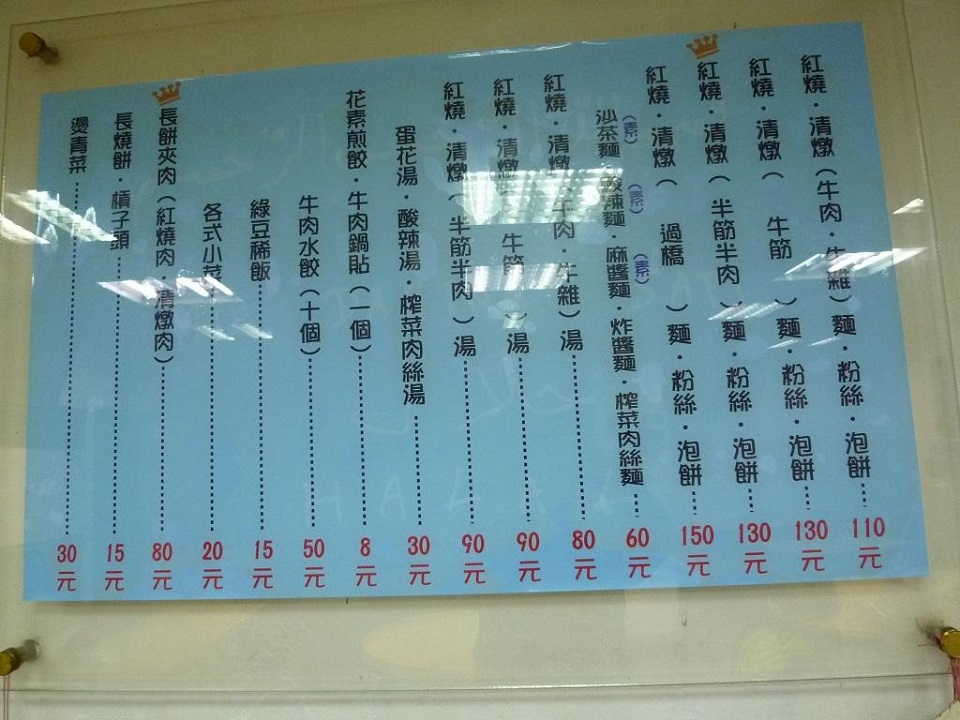 紅燒·清燉(牛肉·牛雜)麵·粉絲·泡餅……110元
紅燒·清燉( 牛筋 )麵·粉絲·泡餅……130元
紅燒·清燉(半筋半肉)麵·粉絲·泡餅……130元
紅燒·清燉( 過橋 )麵·粉絲·泡餅……150元
沙茶麵(素)·酸辣麵(素)·麻醬麵(素)·炸醬麵·榨菜肉絲麵……60元
紅燒·清燉(牛肉·牛雜)湯……80元
紅燒·清燉( 牛筋 )湯……90元
紅燒·清燉(半筋半肉)湯……90元
蛋花湯·酸辣湯·榨菜肉絲湯……30元
花素煎餃·牛肉鍋貼(一個)……8元
牛肉水餃(十個)……50元
綠豆稀飯……15元
各式小菜……20元
長餅夾肉(紅燒肉·清燉肉)……80元
長燒餅·槓子頭……15元
燙青菜……30元